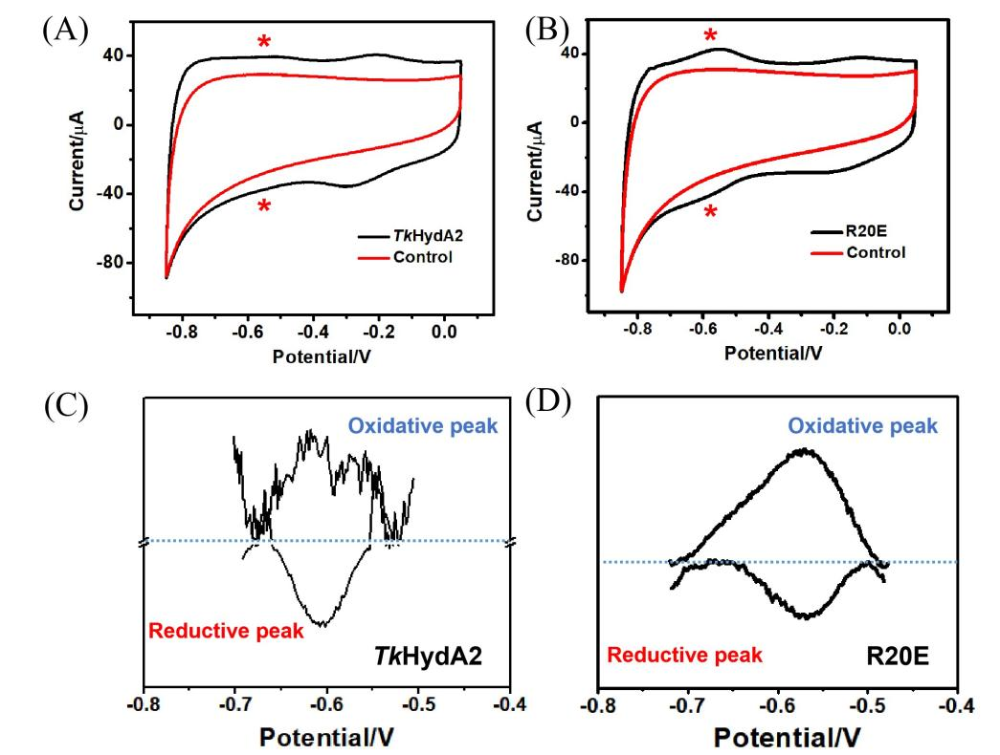 (A)
*
40
0
-40
-80
Current/μA
*
TkHydA2
Control
-0.8 -0.6 -0.4 -0.2 0.0
Potential/V
(B)
*
40
0
-40
-80
Current/μA
*
R20E
Control
-0.8 -0.6 -0.4 -0.2 0.0
Potential/V
(C)
Oxidative peak
Reductive peak
TkHydA2
-0.8 -0.7 -0.6 -0.5 -0.4
Potential/V
(D)
Oxidative peak
Reductive peak
R20E
-0.8 -0.7 -0.6 -0.5 -0.4
Potential/V